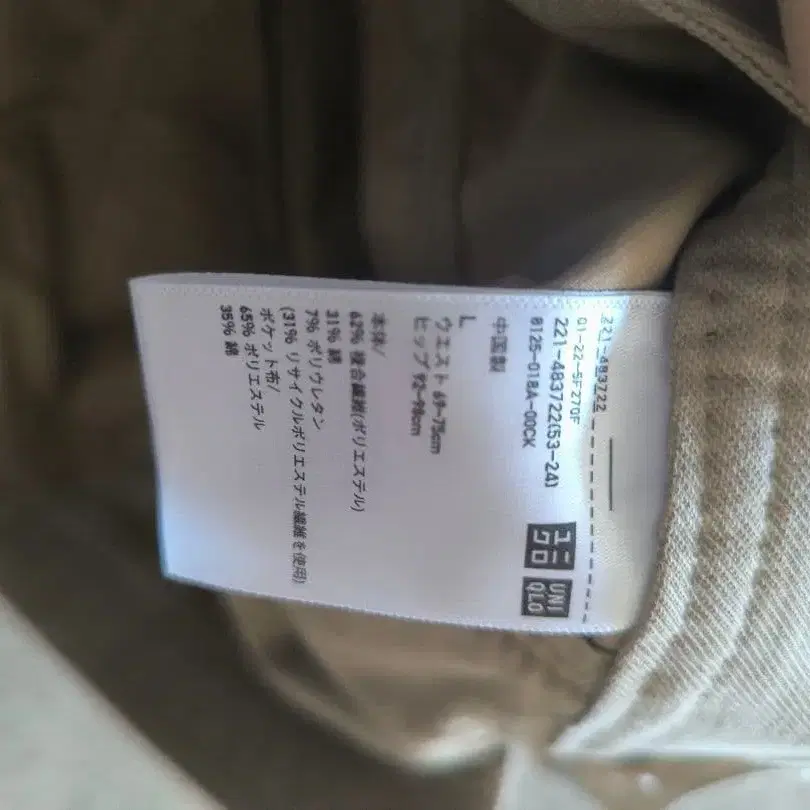 221-483722
01-22-SF270F
221-483722(53-24)
0125-018A-00CK
ユニクロ
UNIQLO
中国製
L
ウエスト 69-75cm
ヒップ 92-98cm
本体/
62% 複合繊維(ポリエステル)
31% 綿
7% ポリウレタン
(31% リサイクルポリエステル繊維を使用)
ポケット布/
65% ポリエステル
35% 綿